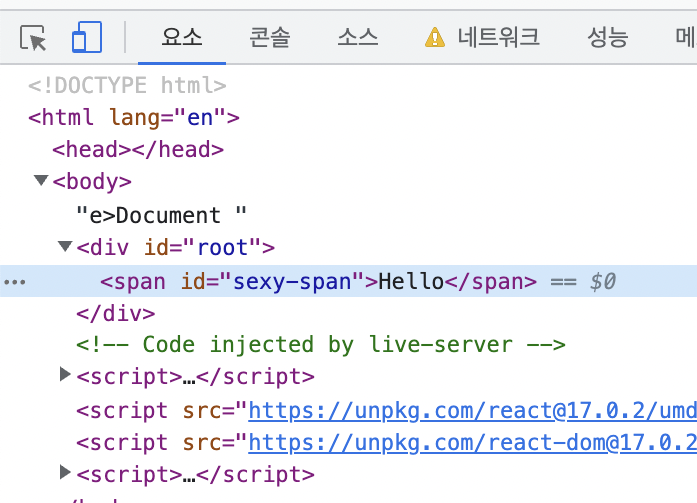 요소 콘솔 소스 네트워크 성능 메
<!DOCTYPE html>
<html lang="en">
<head></head>
<body>
"e>Document "
<div id="root">
<span id="sexy-span">Hello</span> == $0
</div>
<!-- Code injected by live-server -->
<script>…</script>
<script src="https://unpkg.com/react@17.0.2/umd
<script src="https://unpkg.com/react-dom@17.0.2
<script>…</script>